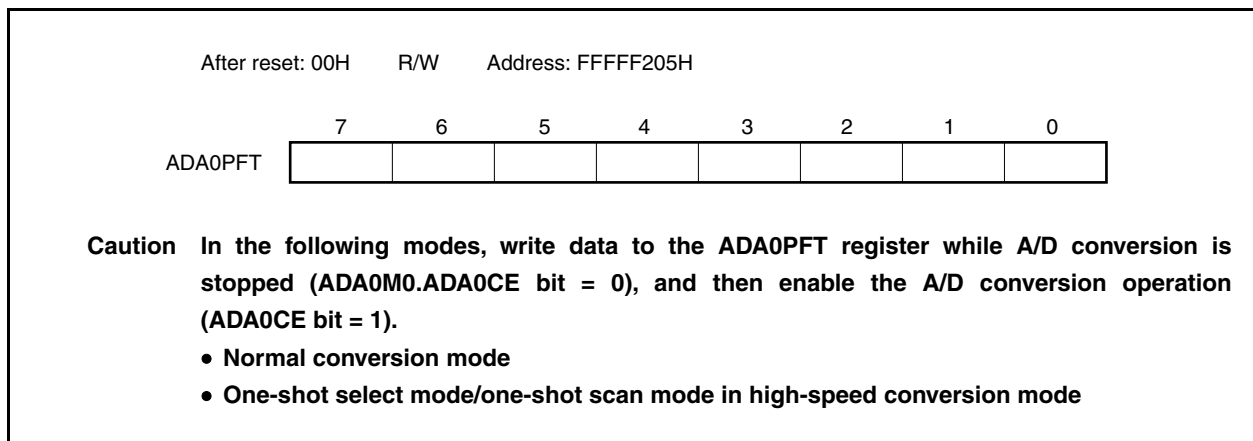 After reset: 00H R/W Address: FFFFF205H
7 6 5 4 3 2 1 0
ADA0PFT
Caution In the following modes, write data to the ADA0PFT register while A/D conversion is
stopped (ADA0M0.ADA0CE bit = 0), and then enable the A/D conversion operation
(ADA0CE bit = 1).
• Normal conversion mode
• One-shot select mode/one-shot scan mode in high-speed conversion mode